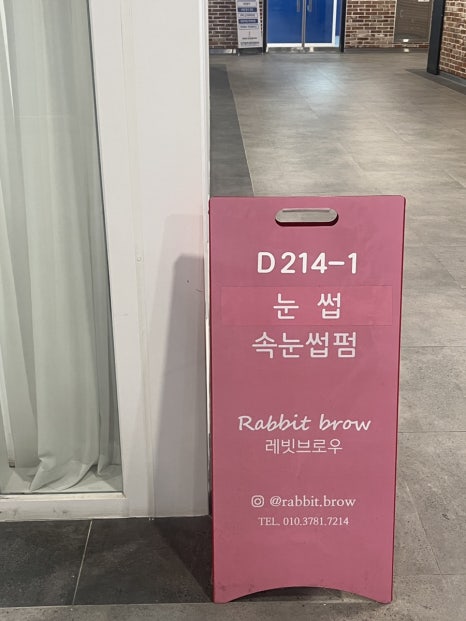 D214-1
눈 썹
속눈썹펌
Rabbit brow
레빗브로우
@rabbit.brow
TEL. 010.3781.7214